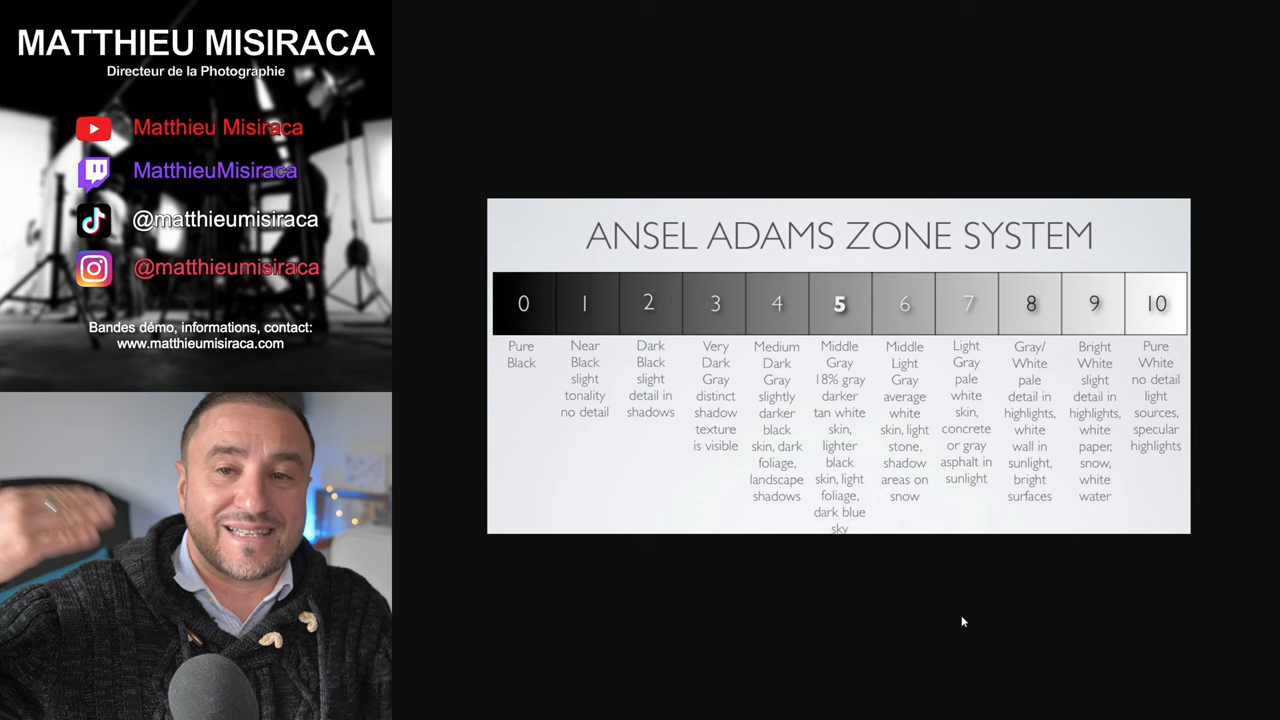 MATTHIEU MISIRACA
Directeur de la Photographie
Matthieu Misiraca
MatthieuMisiraca
@matthieumisiraca
@matthieumisiraca
Bandes démo, informations, contact:
www.matthieumisiraca.com
ANSEL ADAMS ZONE SYSTEM
0
1
2
3
4
5
6
7
8
9
10
Pure
Black
Near
Black
slight
tonality
no detail
Dark
Black
slight
detail in
shadows
Very
Dark
Gray
distinct
shadow
texture
is visible
Medium
Dark
Gray
slightly
darker
black
skin, dark
foliage,
landscape
shadows
Middle
Gray
18% gray
darker
tan white
skin,
lighter
black
skin, light
foliage,
dark blue
sky
Middle
Light
Gray
average
white
skin, light
stone,
shadow
areas on
snow
Light
Gray
pale
white
skin,
concrete
or gray
asphalt in
sunlight
Gray/
White
pale
detail in
highlights,
white
wall in
sunlight,
bright
surfaces
Bright
White
slight
detail in
highlights,
white
paper,
snow,
white
water
Pure
White
no detail
light
sources,
specular
highlights